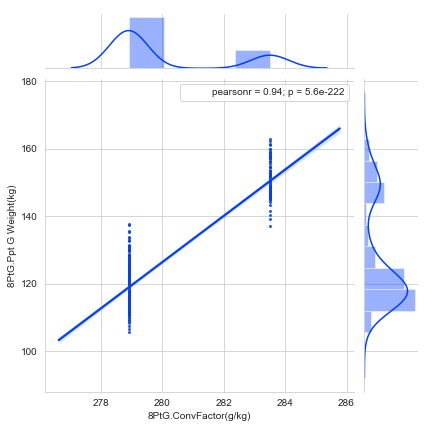 pearsonr = 0.94; p = 5.6e-222
180
160
140
120
100
8PtG.Ppt G Weight(kg)
278 280 282 284 286
8PtG.ConvFactor(g/kg)